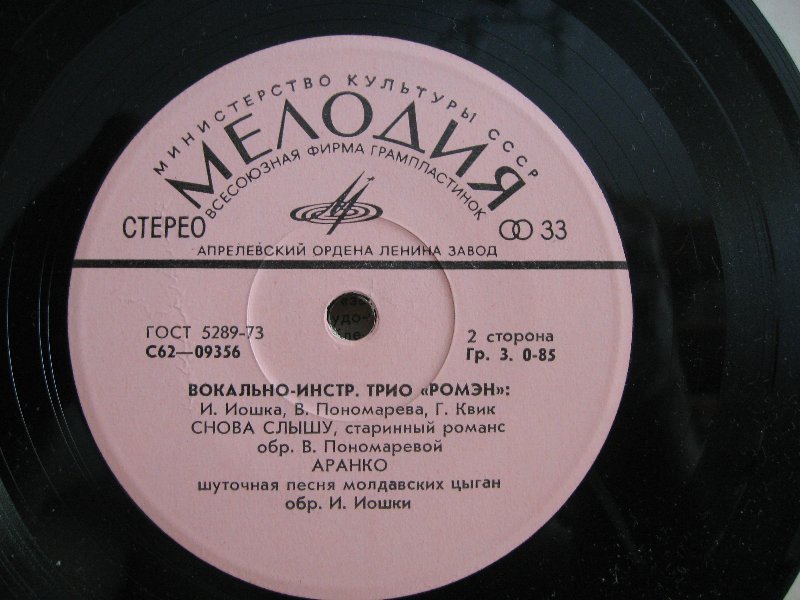 МИНИСТЕРСТВО КУЛЬТУРЫ СССР
МЕЛОДИЯ
ВСЕСОЮЗНАЯ ФИРМА ГРАМПЛАСТИНОК
СТЕРЕО
33
АПРЕЛЕВСКИЙ ОРДЕНА ЛЕНИНА ЗАВОД
ГОСТ 5289-73
С62—09356
2 сторона
Гр. 3. 0-85
ВОКАЛЬНО-ИНСТР. ТРИО «РОМЭН»:
И. Иошка, В. Пономарева, Г. Квик
СНОВА СЛЫШУ, старинный романс
обр. В. Пономаревой
АРАНКО
шуточная песня молдавских цыган
обр. И. Иошки